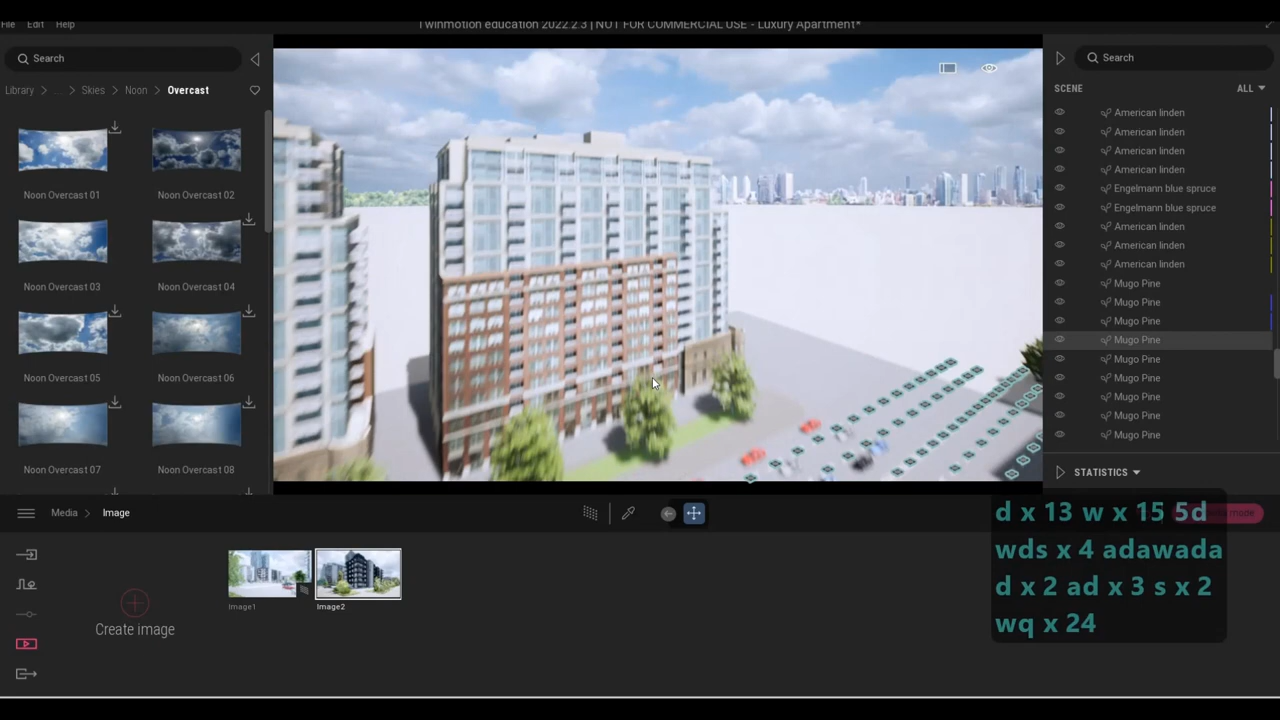 Twinmotion education 2022.2.3 | NOT FOR COMMERCIAL USE - Luxury Apartment*
File Edit Help
Search
Library > ... > Skies > Noon > Overcast
Noon Overcast 01
Noon Overcast 02
Noon Overcast 03
Noon Overcast 04
Noon Overcast 05
Noon Overcast 06
Noon Overcast 07
Noon Overcast 08
Search
SCENE ALL
American linden
American linden
American linden
American linden
Engelmann blue spruce
Engelmann blue spruce
American linden
American linden
American linden
Mugo Pine
Mugo Pine
Mugo Pine
Mugo Pine
Mugo Pine
Mugo Pine
Mugo Pine
Mugo Pine
Mugo Pine
STATISTICS
Media > Image
Create image
Image1
Image2
d x 13 w x 15 5d
wds x 4 adawada
d x 2 ad x 3 s x 2
wq x 24